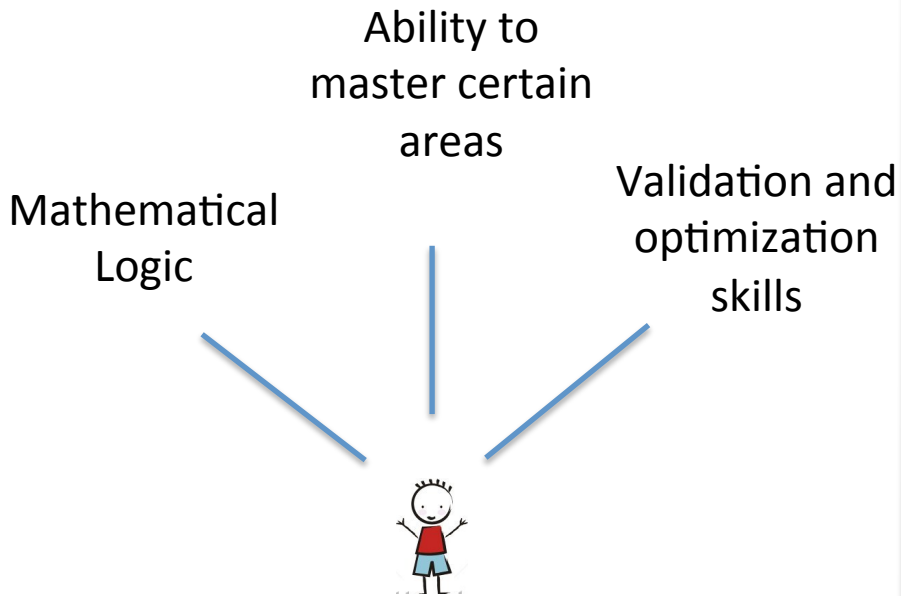 Ability to
master certain
areas
Mathematical
Logic
Validation and
optimization
skills